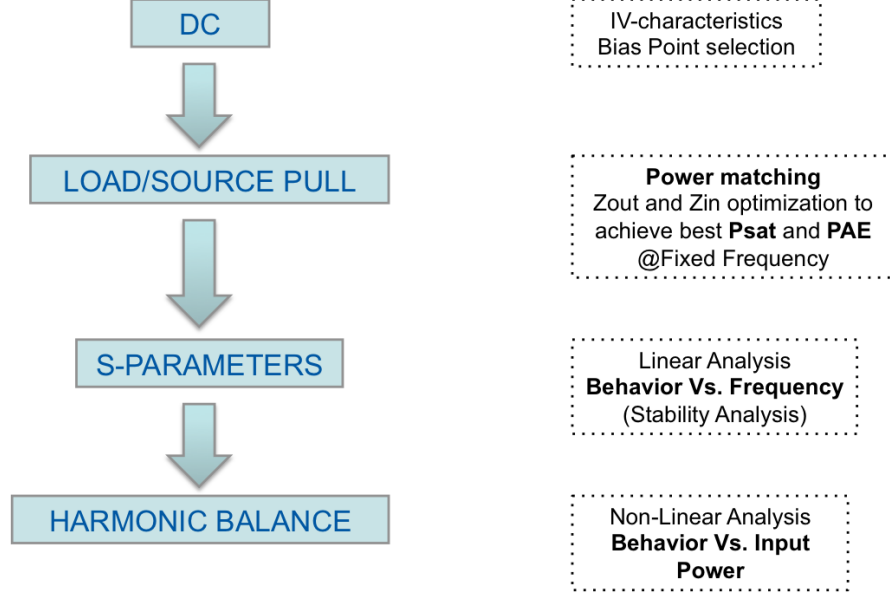 DC
IV-characteristics
Bias Point selection
LOAD/SOURCE PULL
Power matching
Zout and Zin optimization to
achieve best Psat and PAE
@Fixed Frequency
S-PARAMETERS
Linear Analysis
Behavior Vs. Frequency
(Stability Analysis)
HARMONIC BALANCE
Non-Linear Analysis
Behavior Vs. Input
Power